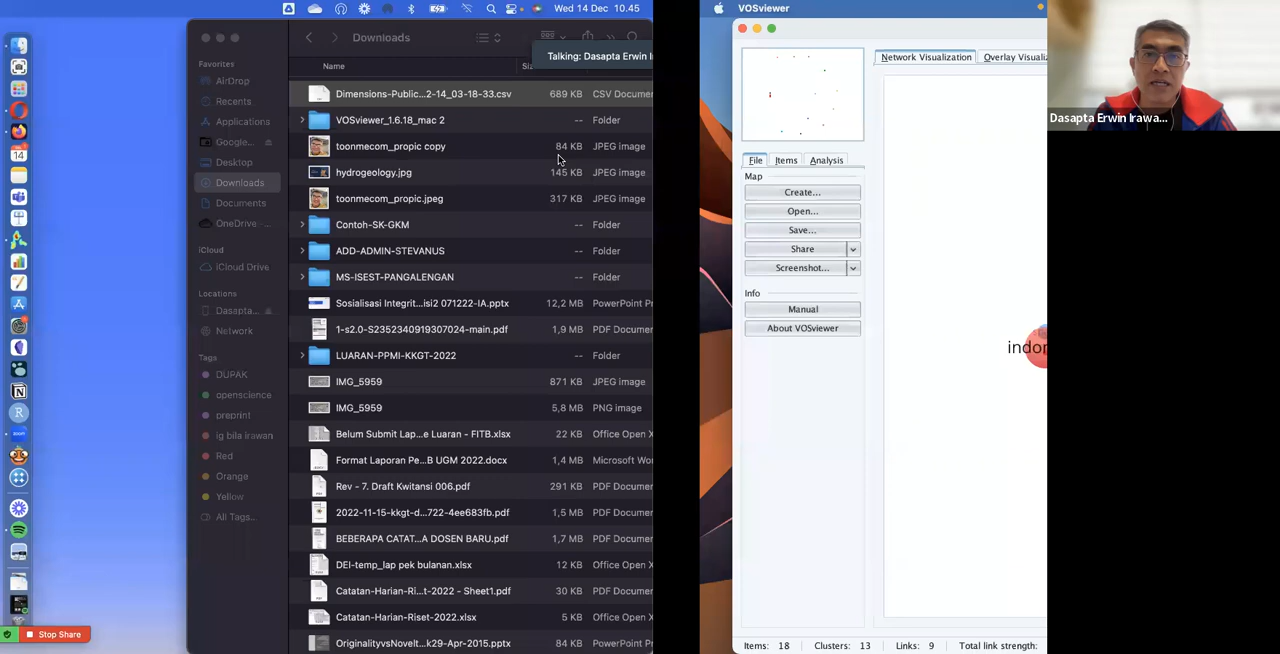 Wed 14 Dec 10.45
Downloads
Talking: Dasapta Erwin I
Favorites
AirDrop
Recents
Applications
Google...
Desktop
Downloads
Documents
OneDrive
iCloud
iCloud Drive
Locations
Dasapta...
Network
Tags
DUPAK
openscience
preprint
ig bila irawan
Red
Orange
Yellow
All Tags...
Name
Dimensions-Public...2-14_03-18-33.csv 689 KB CSV Documen
VOSviewer_1.6.18_mac 2 -- Folder
toonmecom_propic copy 84 KB JPEG image
hydrogeology.jpg 145 KB JPEG image
toonmecom_propic.jpeg 317 KB JPEG image
Contoh-SK-GKM -- Folder
ADD-ADMIN-STEVANUS -- Folder
MS-ISEST-PANGALENGAN -- Folder
Sosialisasi Integrit...isi2 071222-IA.pptx 12,2 MB PowerPoint Pr
1-s2.0-S2352340919307024-main.pdf 1,9 MB PDF Documen
LUARAN-PPMI-KKGT-2022 -- Folder
IMG_5959 871 KB JPEG image
IMG_5959 5,8 MB PNG image
Belum Submit Lap...e Luaran - FITB.xlsx 22 KB Office Open X
Format Laporan Pe...B UGM 2022.docx 1,4 MB Microsoft Wo
Rev - 7. Draft Kwitansi 006.pdf 291 KB PDF Documen
2022-11-15-kkgt-d...722-4ee683fb.pdf 1,5 MB PDF Documen
BEBERAPA CATAT...A DOSEN BARU.pdf 1,7 MB PDF Documen
DEI-temp_lap pek bulanan.xlsx 12 KB Office Open X
Catatan-Harian-Ri...t-2022 - Sheet1.pdf 30 KB PDF Documen
Catatan-Harian-Riset-2022.xlsx 5 KB Office Open X
OriginalityvsNovelt...k29-Apr-2015.pptx 84 KB PowerPoint Pr
14
Stop Share
VOSviewer
Network Visualization
Overlay Visualiz
File Items Analysis
Map
Create...
Open...
Save...
Share
Screenshot...
Info
Manual
About VOSviewer
indon
Items: 18 Clusters: 13 Links: 9 Total link strength:
Dasapta Erwin Irawa...